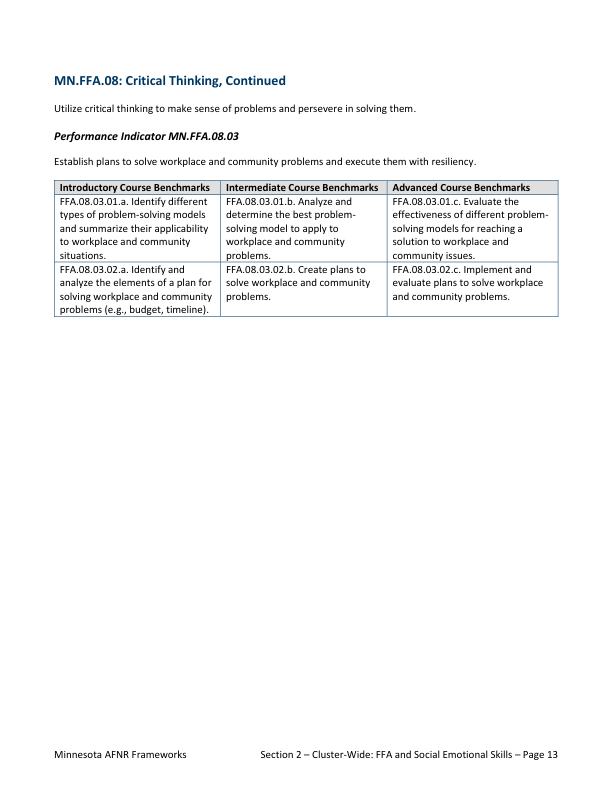 MN.FFA.08: Critical Thinking, Continued
Utilize critical thinking to make sense of problems and persevere in solving them.
Performance Indicator MN.FFA.08.03
Establish plans to solve workplace and community problems and execute them with resiliency.
Introductory Course Benchmarks
Intermediate Course Benchmarks
Advanced Course Benchmarks
FFA.08.03.01.a. Identify different
types of problem-solving models
and summarize their applicability
to workplace and community
situations.
FFA.08.03.01.b. Analyze and
determine the best problem-
solving model to apply to
workplace and community
problems.
FFA.08.03.01.c. Evaluate the
effectiveness of different problem-
solving models for reaching a
solution to workplace and
community issues.
FFA.08.03.02.a. Identify and
analyze the elements of a plan for
solving workplace and community
problems (e.g., budget, timeline).
FFA.08.03.02.b. Create plans to
solve workplace and community
problems.
FFA.08.03.02.c. Implement and
evaluate plans to solve workplace
and community problems.
Minnesota AFNR Frameworks
Section 2 – Cluster-Wide: FFA and Social Emotional Skills – Page 13